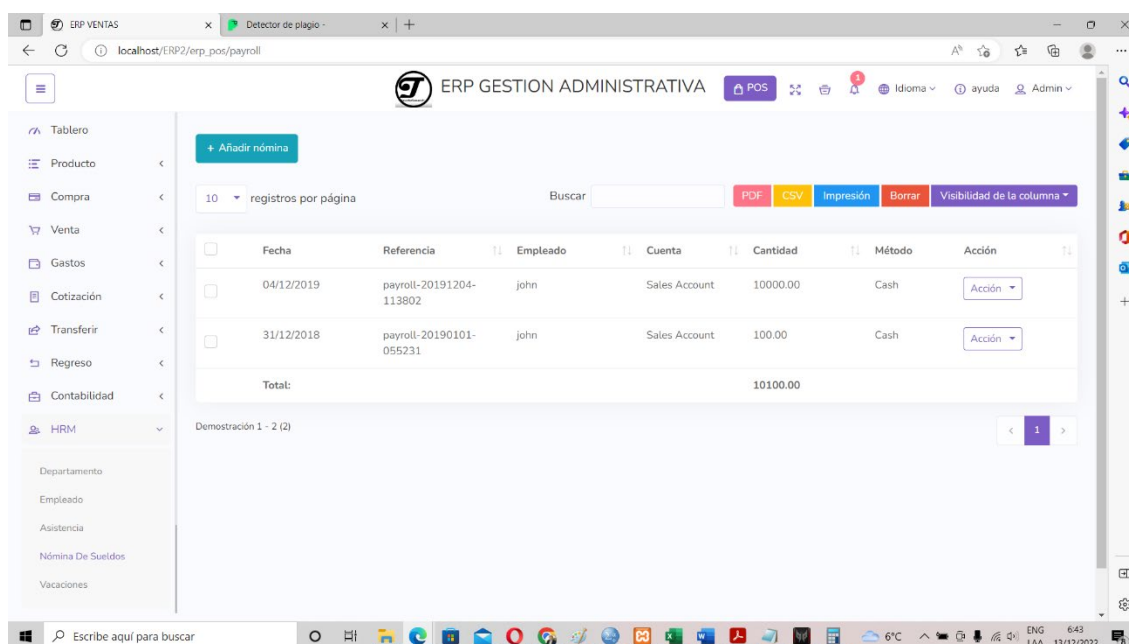 ERP VENTAS
Detector de plagio -
localhost/ERP2/erp_pos/payroll
ERP GESTION ADMINISTRATIVA
POS
1
Idioma
ayuda
Admin
Tablero
Producto
Compra
Venta
Gastos
Cotización
Transferir
Regreso
Contabilidad
HRM
Departamento
Empleado
Asistencia
Nómina De Sueldos
Vacaciones
+ Añadir nómina
10 registros por página
Buscar
PDF CSV Impresión Borrar Visibilidad de la columna
Fecha Referencia Empleado Cuenta Cantidad Método Acción
04/12/2019 payroll-20191204-113802 john Sales Account 10000.00 Cash Acción
31/12/2018 payroll-20190101-055231 john Sales Account 100.00 Cash Acción
Total: 10100.00
Demostración 1 - 2 (2)
< 1 >
Escribe aquí para buscar
6°C
ENG
LAA
6:43
13/12/2022